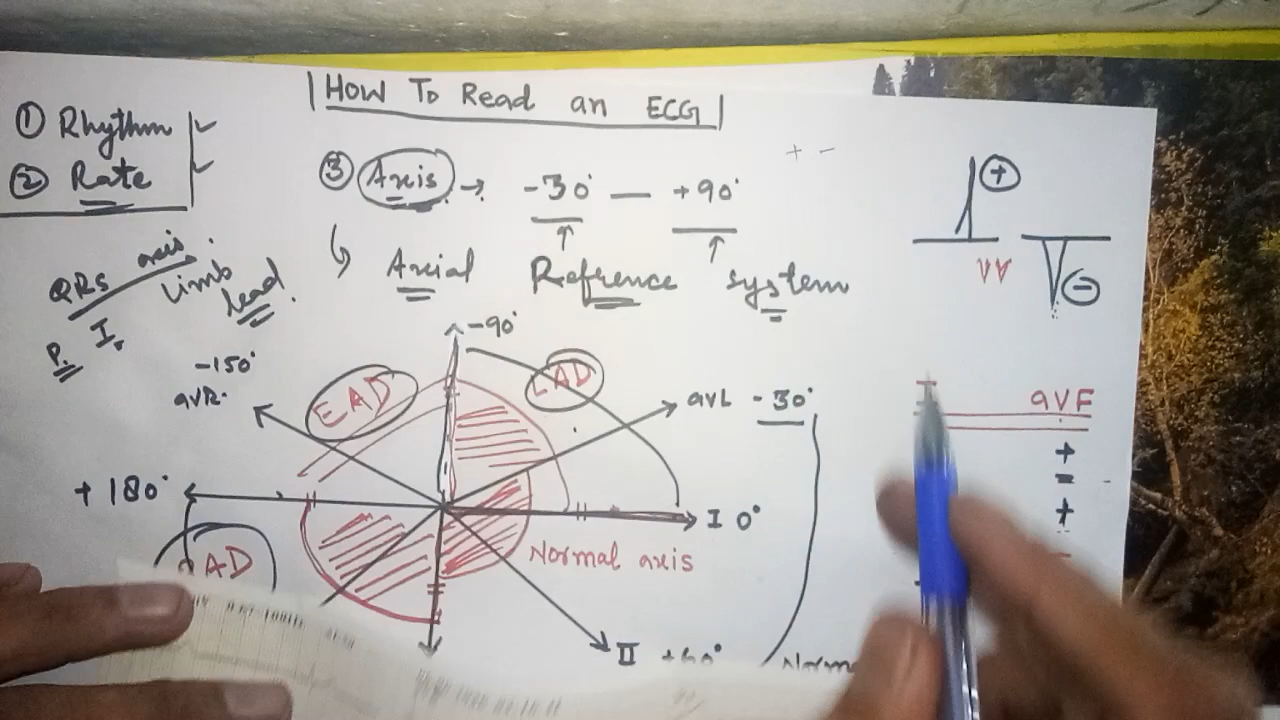 HOW To Read an ECG
① Rhythm
② Rate
③ Axis → -30° — +90°
+ -
+
-
Axial Refrence system
QRS axis
limb lead.
P. I.
-90°
-150°
aVR.
EAD
LAD
aVL -30°
+180°
I 0°
Normal axis
AD
II +60°
I aVF
+
-
+
-